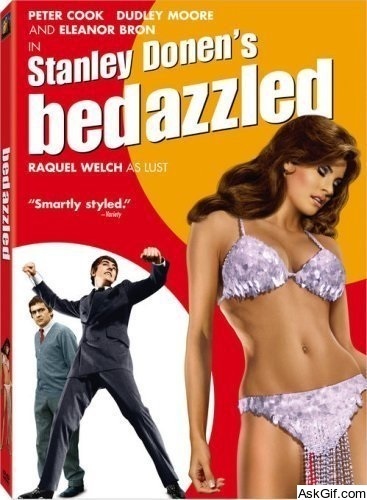 PETER COOK DUDLEY MOORE
AND ELEANOR BRON
IN
Stanley Donen's
bedazzled
RAQUEL WELCH AS LUST
"Smartly styled."
—Variety
bedazzled
AskGif.com